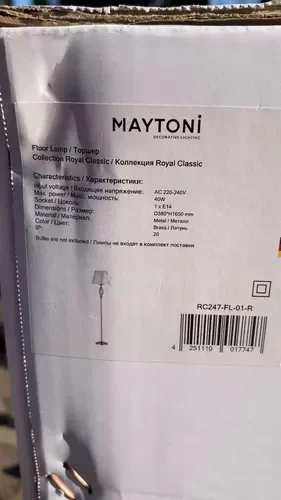 MAYTONi
DECORATIVE LIGHTING
Floor Lamp / Торшер
Collection Royal Classic / Коллекция Royal Classic
Characteristics / Характеристики:
Input voltage / Входящее напряжение: AC 220-240V
Max. power / Макс. мощность: 40W
Socket / Цоколь: 1 x E14
Dimensions / Размер: D380*H1650 mm
Material / Материал: Metal / Металл
Color / Цвет: Brass / Латунь
IP: 20
Bulbs are not included / Лампы не входят в комплект поставки
RC247-FL-01-R
4 251110 017747